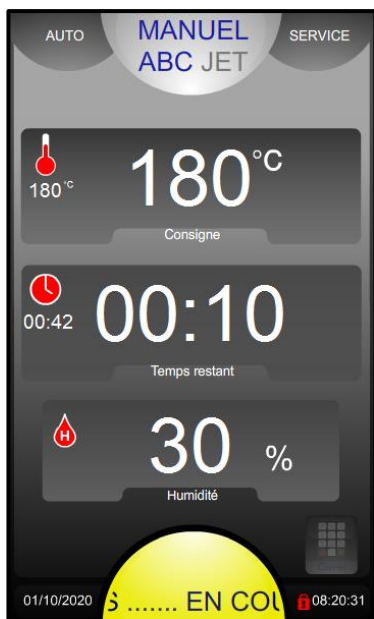 AUTO
MANUEL
SERVICE
ABC JET
180°C
180°C
Consigne
00:42
00:10
Temps restant
H
30 %
Humidité
01/10/2020
S ....... EN COU
08:20:31